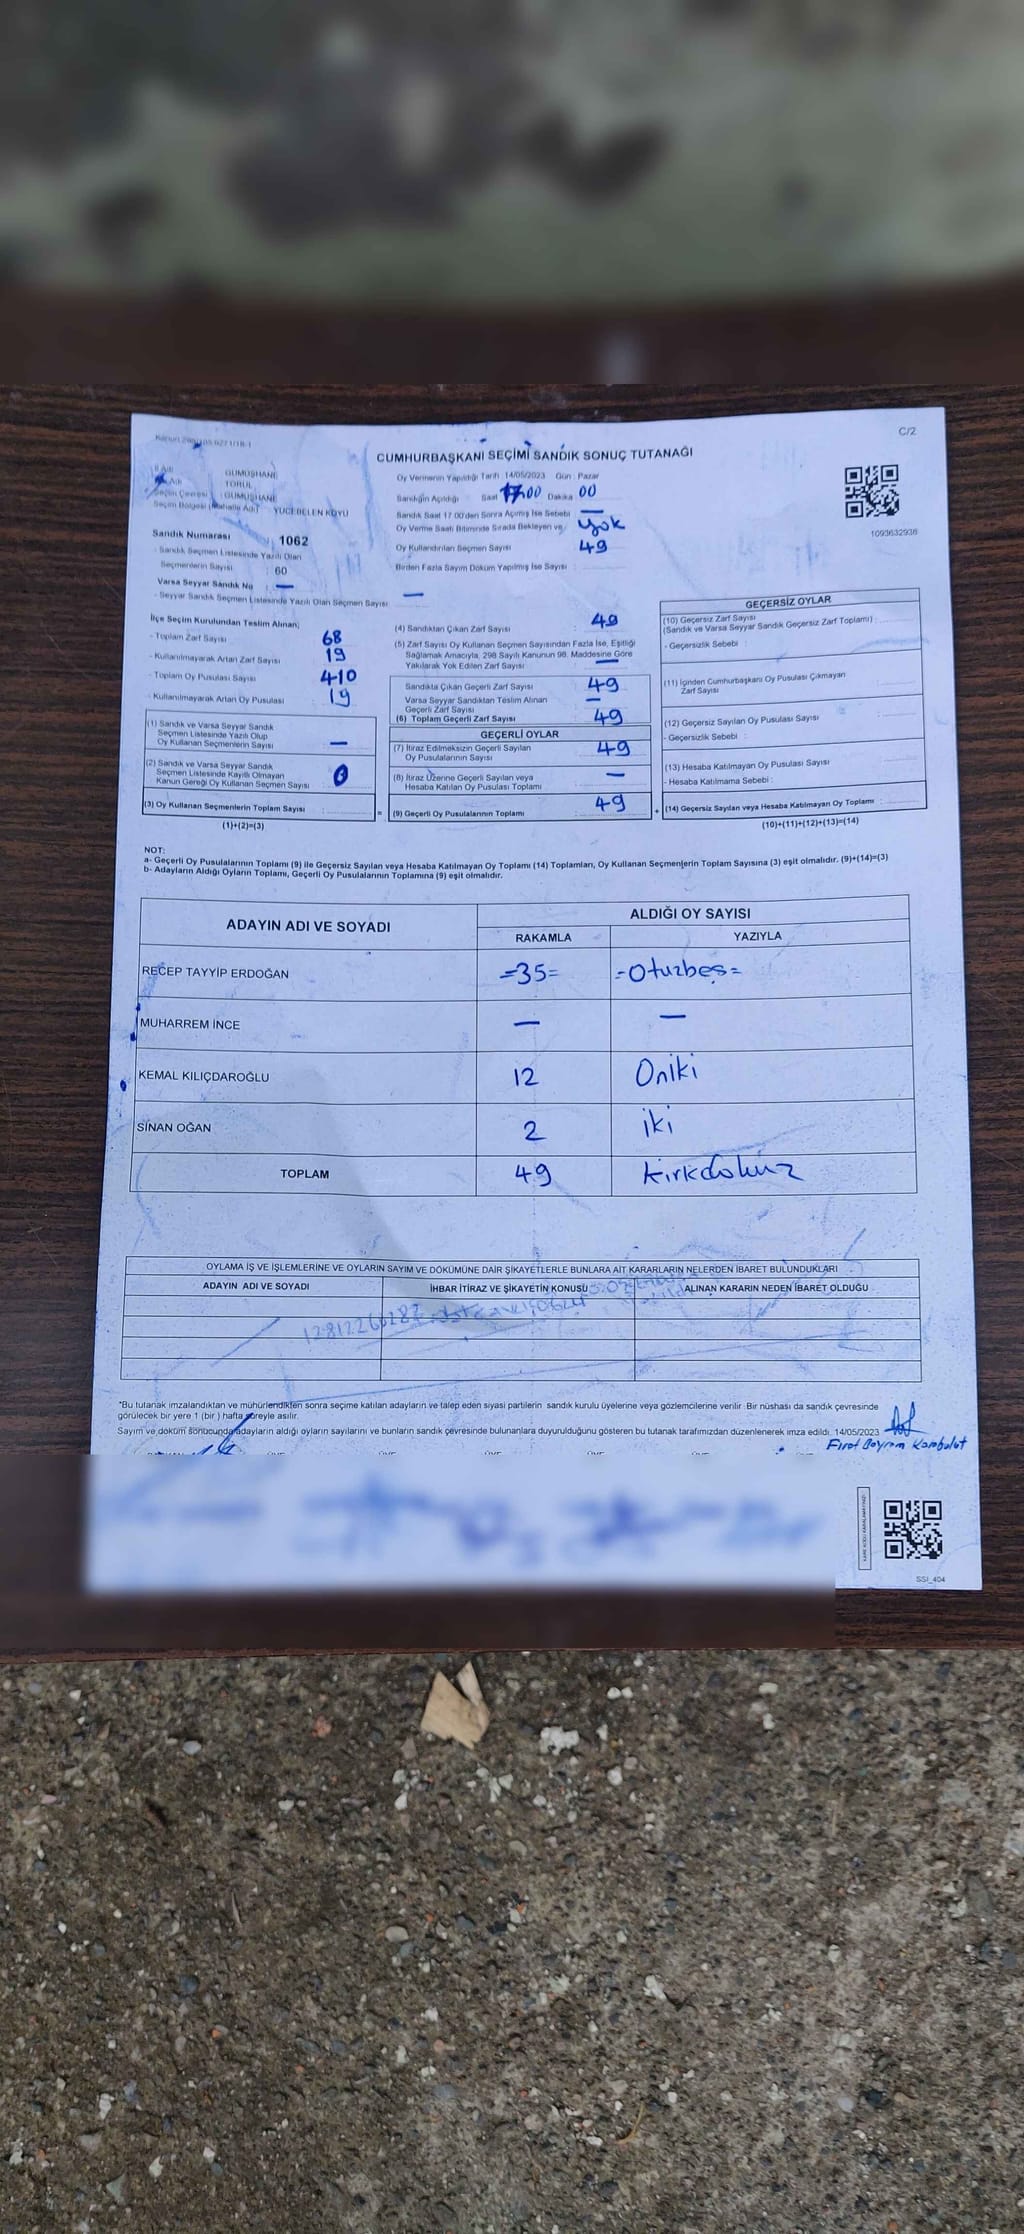 C/2
CUMHURBAŞKANI SEÇİMİ SANDIK SONUÇ TUTANAĞI
İl Adı GÜMÜŞHANE
Adı TORUL
Seçim Çevresi GÜMÜŞHANE
Seçim Bölgesi (Mahalle Adı) YÜCEBELEN KÖYÜ
Sandık Numarası 1062
- Sandık Seçmen Listesinde Yazılı Olan
Seçmenlerin Sayısı 60
Varsa Seyyar Sandık No : —
- Seyyar Sandık Seçmen Listesinde Yazılı Olan Seçmen Sayısı —
Oy Vermenin Yapıldığı Tarih 14/05/2023 Gün : Pazar
Sandığın Açıldığı Saat 17:00 Dakika 00
Sandık Saat 17.00'den Sonra Açılmış İse Sebebi : —
Oy Verme Saati Bitiminde Sırada Bekleyen ve yok
Oy Kullandırılan Seçmen Sayısı 49
Birden Fazla Sayım Döküm Yapılmış İse Sayısı :
1093632936
İlçe Seçim Kurulundan Teslim Alınan;
- Toplam Zarf Sayısı 68
- Kullanılmayarak Artan Zarf Sayısı 19
- Toplam Oy Pusulası Sayısı 410
- Kullanılmayarak Artan Oy Pusulası 19
(1) Sandık ve Varsa Seyyar Sandık
Seçmen Listesinde Yazılı Olup
Oy Kullanan Seçmenlerin Sayısı —
(2) Sandık ve Varsa Seyyar Sandık
Seçmen Listesinde Kayıtlı Olmayan
Kanun Gereği Oy Kullanan Seçmen Sayısı 0
(3) Oy Kullanan Seçmenlerin Toplam Sayısı :
(1)+(2)=(3)
(4) Sandıktan Çıkan Zarf Sayısı : 49
(5) Zarf Sayısı Oy Kullanan Seçmen Sayısından Fazla İse, Eşitliği
Sağlamak Amacıyla, 298 Sayılı Kanunun 98. Maddesine Göre
Yakılarak Yok Edilen Zarf Sayısı : —
Sandıkta Çıkan Geçerli Zarf Sayısı : 49
Varsa Seyyar Sandıktan Teslim Alınan
Geçerli Zarf Sayısı —
(6) Toplam Geçerli Zarf Sayısı : 49
GEÇERLİ OYLAR
(7) İtiraz Edilmeksizin Geçerli Sayılan
Oy Pusulalarının Sayısı 49
(8) İtiraz Üzerine Geçerli Sayılan veya
Hesaba Katılan Oy Pusulası Toplamı —
= (9) Geçerli Oy Pusulalarının Toplamı 49
GEÇERSİZ OYLAR
(10) Geçersiz Zarf Sayısı
(Sandık ve Varsa Seyyar Sandık Geçersiz Zarf Toplamı) :
- Geçersizlik Sebebi :
(11) İçinden Cumhurbaşkanı Oy Pusulası Çıkmayan
Zarf Sayısı
(12) Geçersiz Sayılan Oy Pusulası Sayısı
- Geçersizlik Sebebi :
(13) Hesaba Katılmayan Oy Pusulası Sayısı
- Hesaba Katılmama Sebebi :
+ (14) Geçersiz Sayılan veya Hesaba Katılmayan Oy Toplamı :
(10)+(11)+(12)+(13)=(14)
NOT:
a- Geçerli Oy Pusulalarının Toplamı (9) ile Geçersiz Sayılan veya Hesaba Katılmayan Oy Toplamı (14) Toplamları, Oy Kullanan Seçmenlerin Toplam Sayısına (3) eşit olmalıdır. (9)+(14)=(3)
b- Adayların Aldığı Oyların Toplamı, Geçerli Oy Pusulalarının Toplamına (9) eşit olmalıdır.
ADAYIN ADI VE SOYADI ALDIĞI OY SAYISI
RAKAMLA YAZIYLA
RECEP TAYYİP ERDOĞAN =35= -Otuzbeş=
MUHARREM İNCE — —
KEMAL KILIÇDAROĞLU 12 Oniki
SİNAN OĞAN 2 iki
TOPLAM 49 kırkdokuz
OYLAMA İŞ VE İŞLEMLERİNE VE OYLARIN SAYIM VE DÖKÜMÜNE DAİR ŞİKAYETLERLE BUNLARA AİT KARARLARIN NELERDEN İBARET BULUNDUKLARI
ADAYIN ADI VE SOYADI İHBAR İTİRAZ VE ŞİKAYETİN KONUSU ALINAN KARARIN NEDEN İBARET OLDUĞU
*Bu tutanak imzalandıktan ve mühürlendikten sonra seçime katılan adayların ve talep eden siyasi partilerin sandık kurulu üyelerine veya gözlemcilerine verilir. Bir nüshası da sandık çevresinde
görülecek bir yere 1 (bir) hafta süreyle asılır.
Sayım ve döküm sonucunda adayların aldığı oyların sayılarını ve bunların sandık çevresinde bulunanlara duyurulduğunu gösteren bu tutanak tarafımızdan düzenlenerek imza edildi. 14/05/2023
Fırat Bayram Karabulut
SSI_404